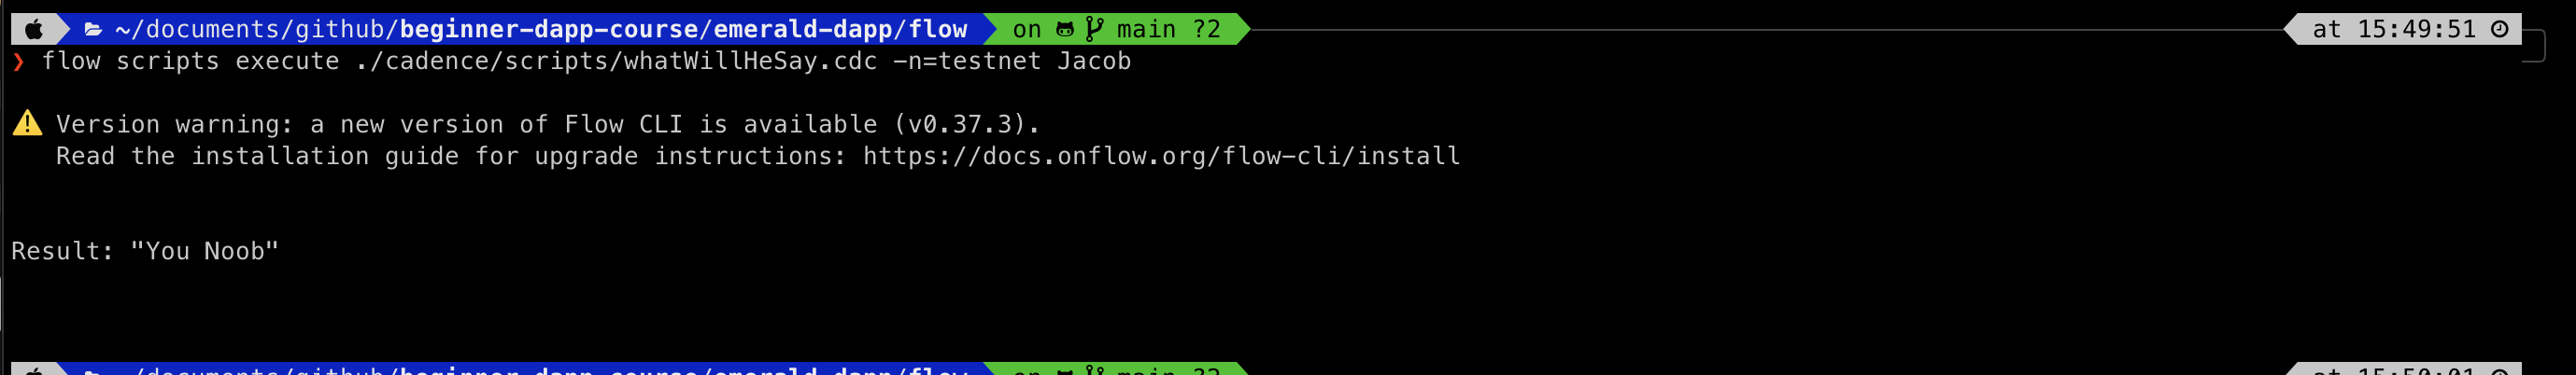 ~/documents/github/beginner-dapp-course/emerald-dapp/flow on main ?2 at 15:49:51
❯ flow scripts execute ./cadence/scripts/whatWillHeSay.cdc -n=testnet Jacob
⚠️ Version warning: a new version of Flow CLI is available (v0.37.3).
Read the installation guide for upgrade instructions: https://docs.onflow.org/flow-cli/install
Result: "You Noob"
~/documents/github/beginner-dapp-course/emerald-dapp/flow on main ?2 at 15:50:01